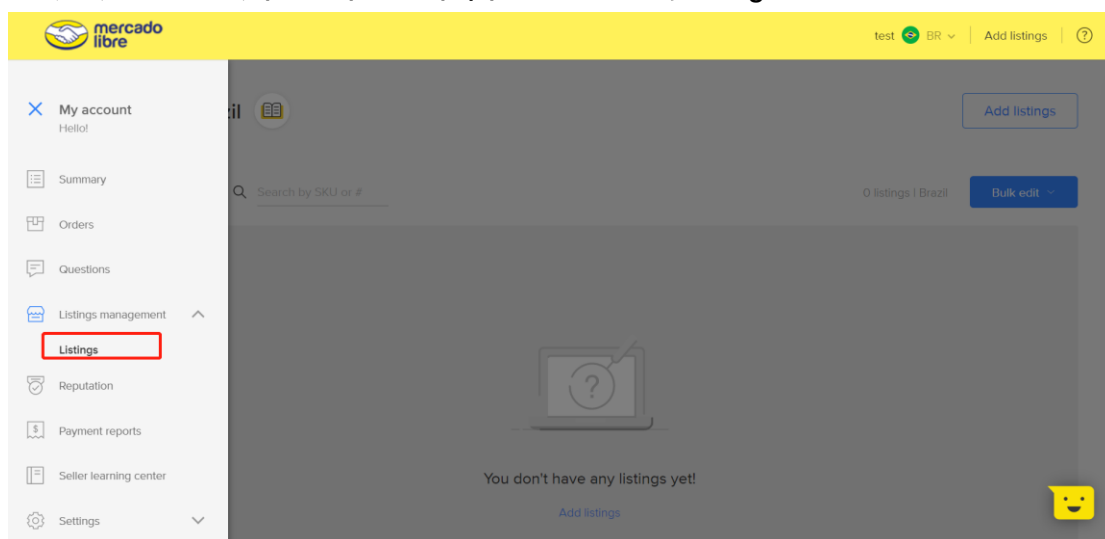 mercado
libre
test BR Add listings ?
My account
Hello!
Summary
Orders
Questions
Listings management
Listings
Reputation
Payment reports
Seller learning center
Settings
zil
Add listings
Search by SKU or #
0 listings | Brazil
Bulk edit
?
You don't have any listings yet!
Add listings